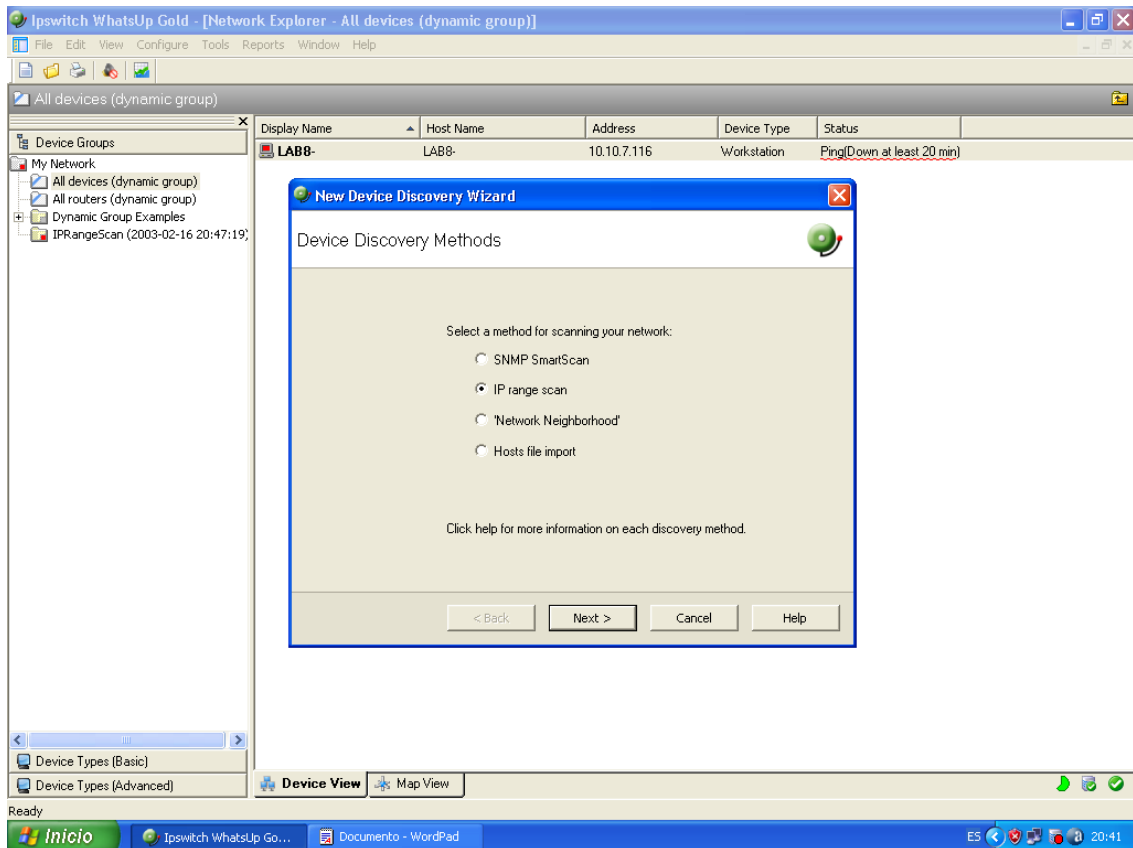 Ipswitch WhatsUp Gold - [Network Explorer - All devices (dynamic group)]
File Edit View Configure Tools Reports Window Help
All devices (dynamic group)
Device Groups
My Network
All devices (dynamic group)
All routers (dynamic group)
Dynamic Group Examples
IPRangeScan (2003-02-16 20:47:19)
Display Name Host Name Address Device Type Status
LAB8- LAB8- 10.10.7.116 Workstation Ping(Down at least 20 min)
New Device Discovery Wizard
Device Discovery Methods
Select a method for scanning your network:
SNMP SmartScan
IP range scan
'Network Neighborhood'
Hosts file import
Click help for more information on each discovery method.
< Back Next > Cancel Help
Device Types (Basic)
Device Types (Advanced)
Device View Map View
Ready
Inicio Ipswitch WhatsUp Go... Documento - WordPad ES 20:41